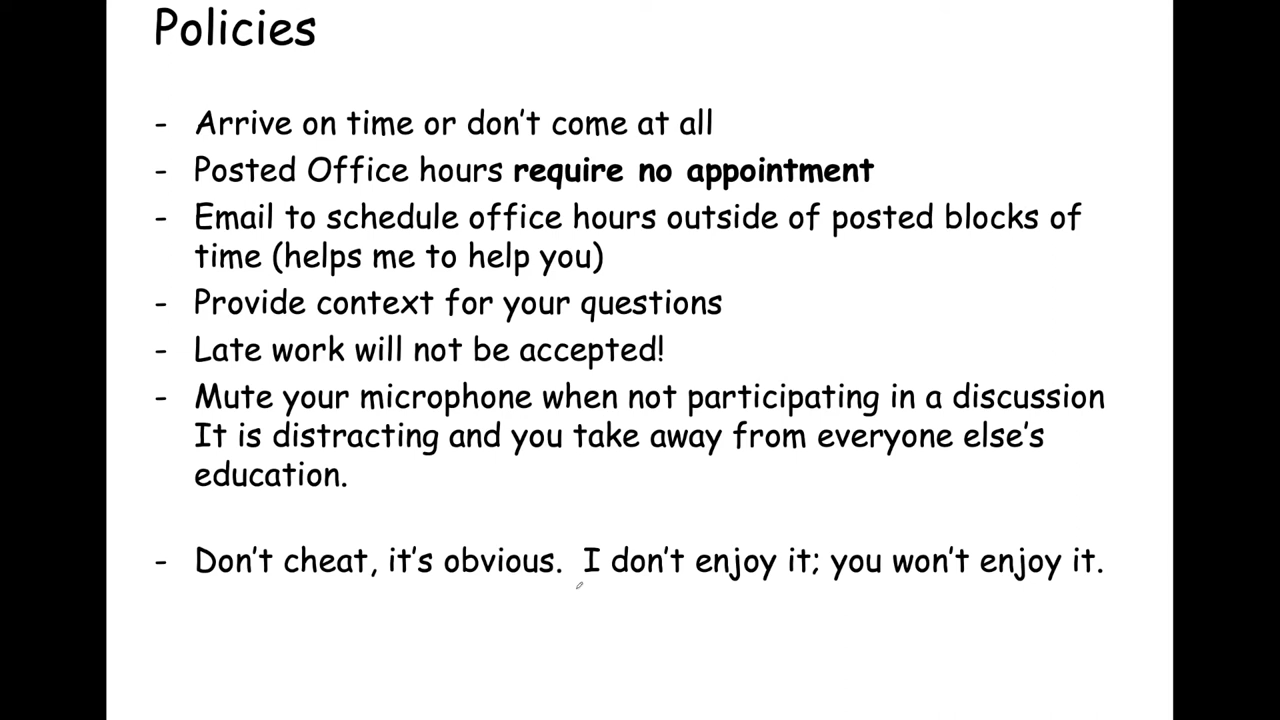 Policies
- Arrive on time or don't come at all
- Posted Office hours require no appointment
- Email to schedule office hours outside of posted blocks of
time (helps me to help you)
- Provide context for your questions
- Late work will not be accepted!
- Mute your microphone when not participating in a discussion
It is distracting and you take away from everyone else's
education.
- Don't cheat, it's obvious.  I don't enjoy it; you won't enjoy it.